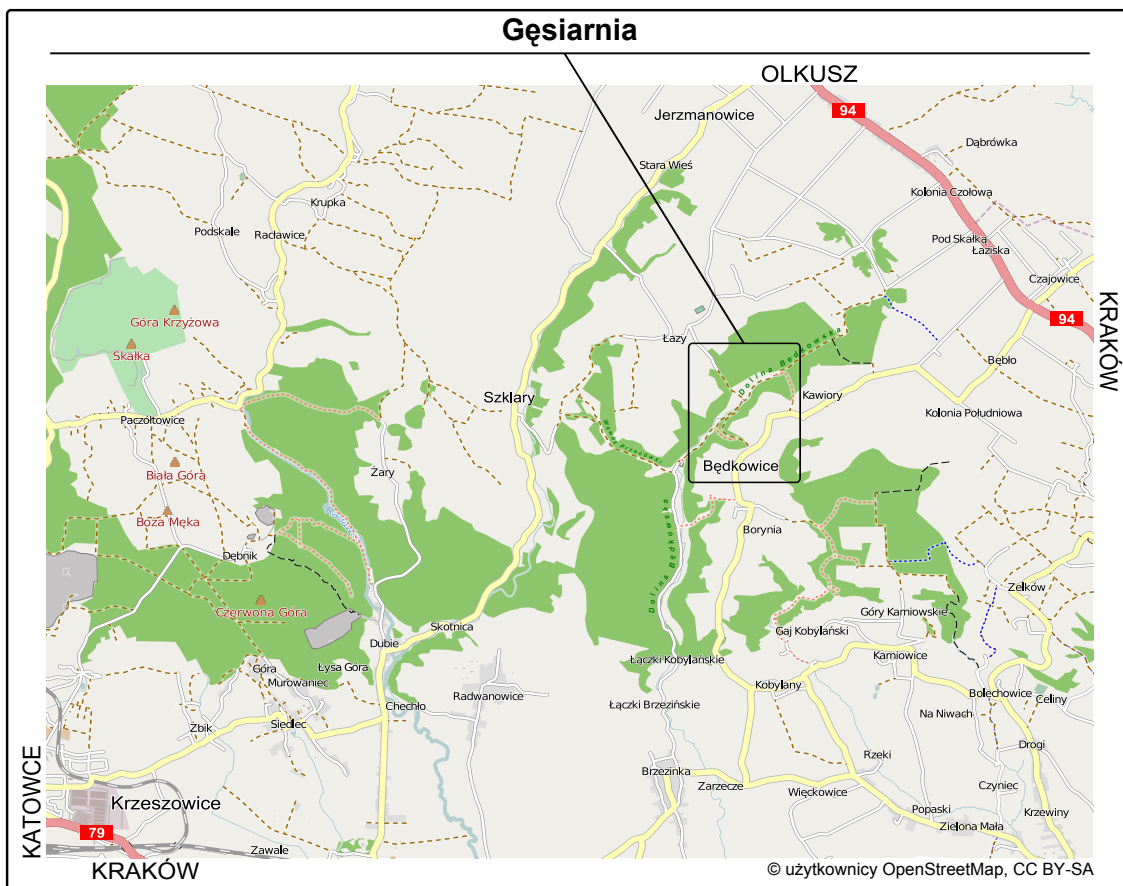 Gęsiarnia
OLKUSZ
Jerzmanowice
94
Dąbrówka
Stara Wieś
Kolonia Czołowa
Krupka
Podskale
Racławice
Pod Skałką
Łaziska
Czajowice
KRAKÓW
94
Góra Krzyżowa
Skałka
Łazy
Dolina Będkowska
Bębło
Szklary
Kawiory
Kolonia Południowa
Paczółtowice
Będkowice
Żary
Biała Góra
Boża Męka
Borynia
Dolina Będkowska
Dębnik
Zelków
Czerwona Góra
Skotnica
Góry Karniowskie
Gaj Kobylański
Dubie
Karniowice
Łączki Kobylańskie
Góra
Łysa Góra
Murowaniec
Radwanowice
Kobylany
Bolechowice
Celiny
Chechło
Łączki Brzezińskie
Na Niwach
Żbik
Siedlec
Drogi
Rzeki
KATOWCE
Brzezinka
Zarzecze
Więckowice
Czyniec
Krzeszowice
Popaski
Krzewiny
79
Zielona Mała
Zawale
KRAKÓW
© użytkownicy OpenStreetMap, CC BY-SA